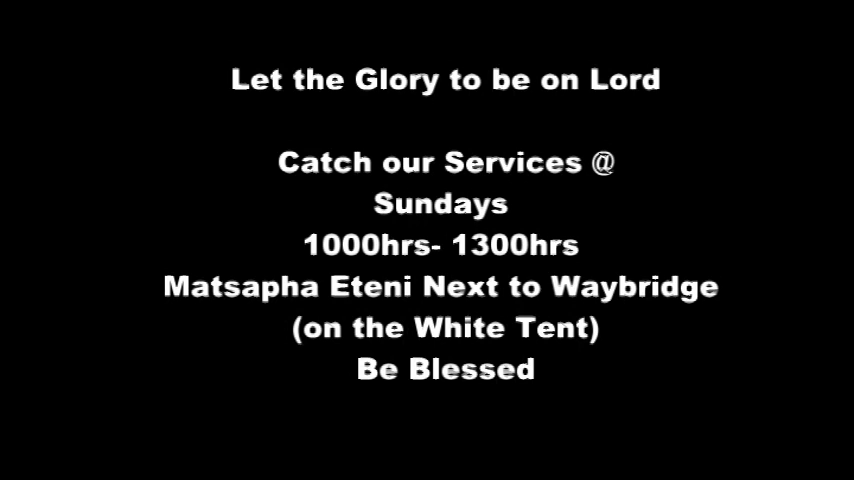 Let the Glory to be on Lord
Catch our Services @
Sundays
1000hrs- 1300hrs
Matsapha Eteni Next to Waybridge
(on the White Tent)
Be Blessed